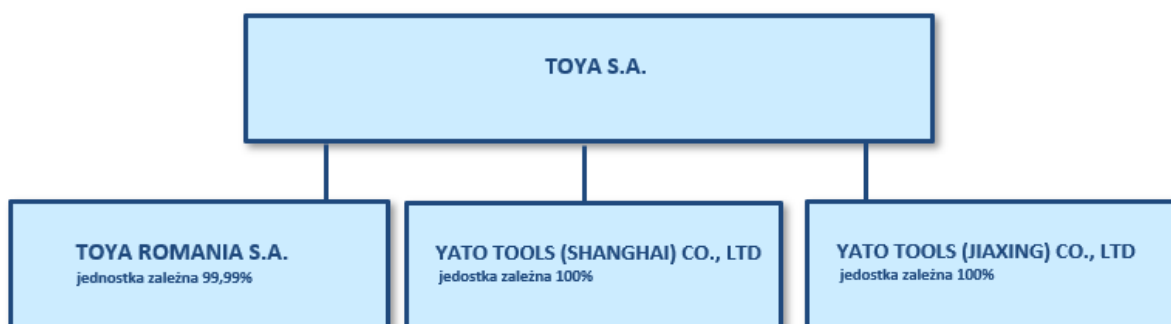 TOYA S.A.
TOYA ROMANIA S.A.
jednostka zależna 99,99%
YATO TOOLS (SHANGHAI) CO., LTD
jedostka zależna 100%
YATO TOOLS (JIAXING) CO., LTD
jedostka zależna 100%